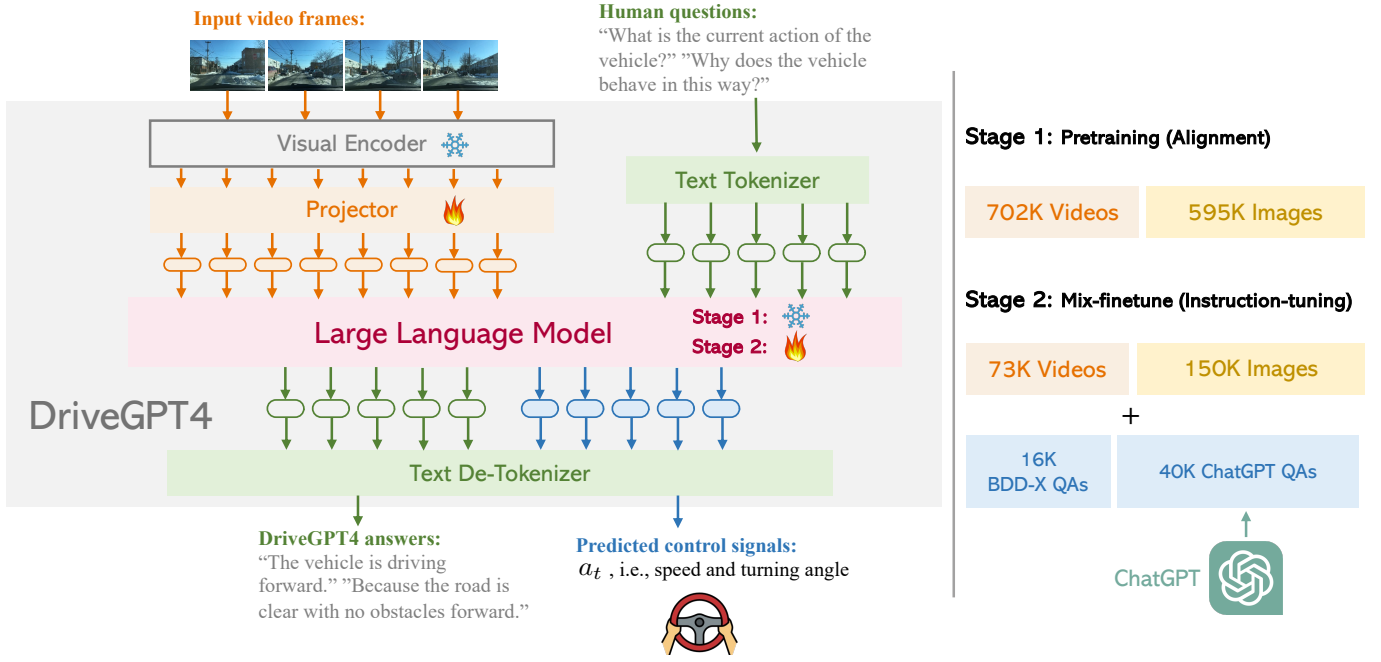 Input video frames:
Human questions:
“What is the current action of the
vehicle?” ”Why does the vehicle
behave in this way?”
Visual Encoder
Text Tokenizer
Projector
Large Language Model
Stage 1:
Stage 2:
DriveGPT4
Text De-Tokenizer
DriveGPT4 answers:
“The vehicle is driving
forward.” ”Because the road is
clear with no obstacles forward.”
Predicted control signals:
a_t , i.e., speed and turning angle
Stage 1: Pretraining (Alignment)
702K Videos
595K Images
Stage 2: Mix-finetune (Instruction-tuning)
73K Videos
150K Images
+
16K
BDD-X QAs
40K ChatGPT QAs
ChatGPT